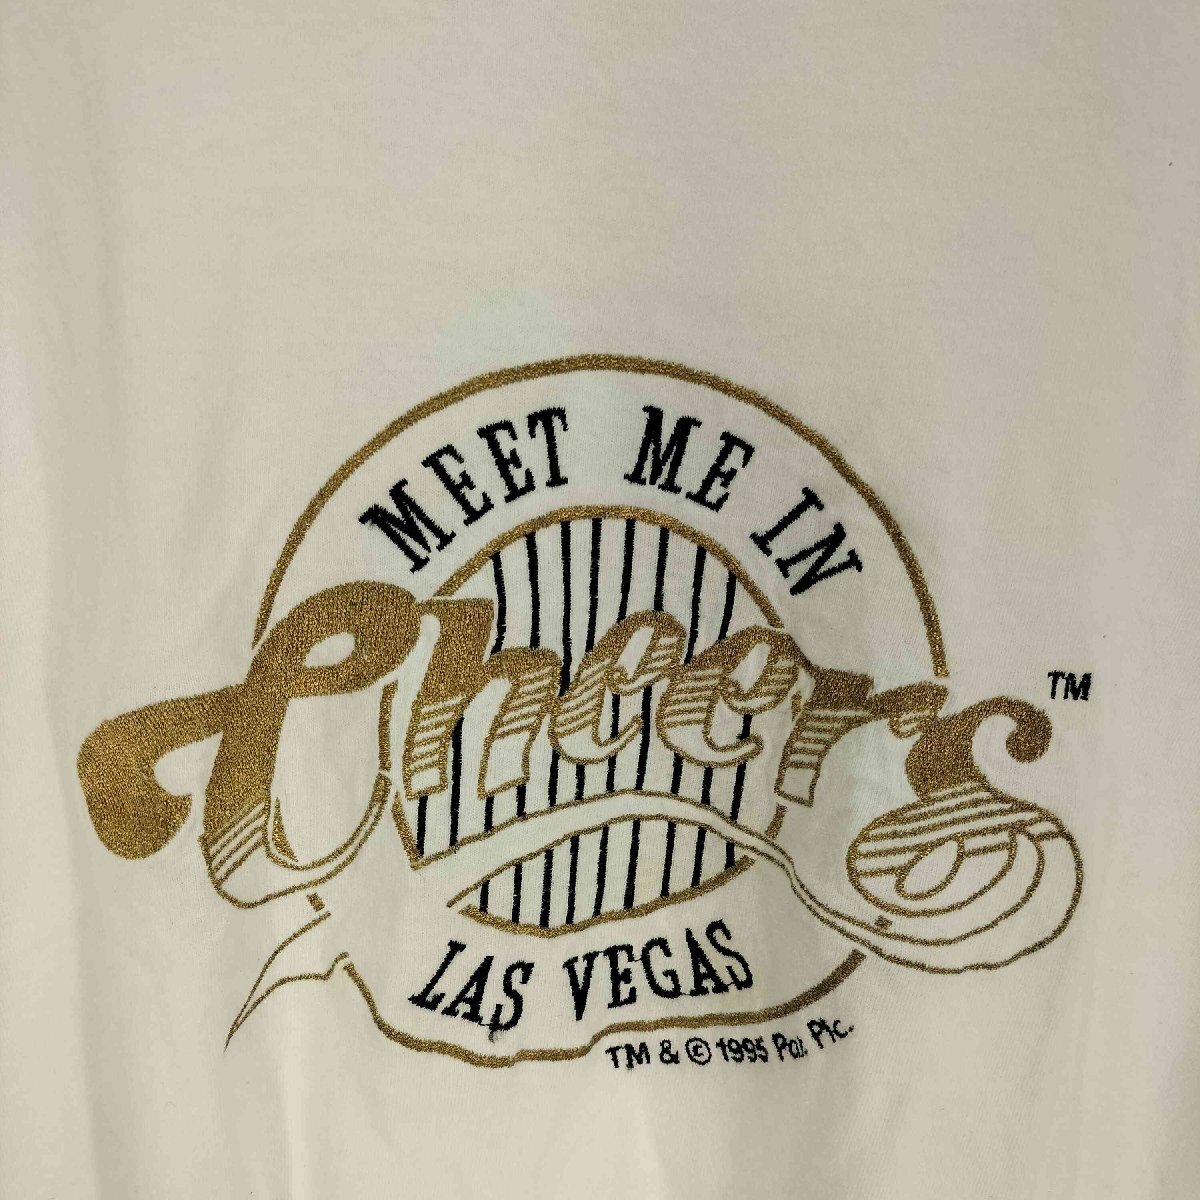 MEET ME IN
Cheers TM
LAS VEGAS
TM & © 1995 Par. Pic.